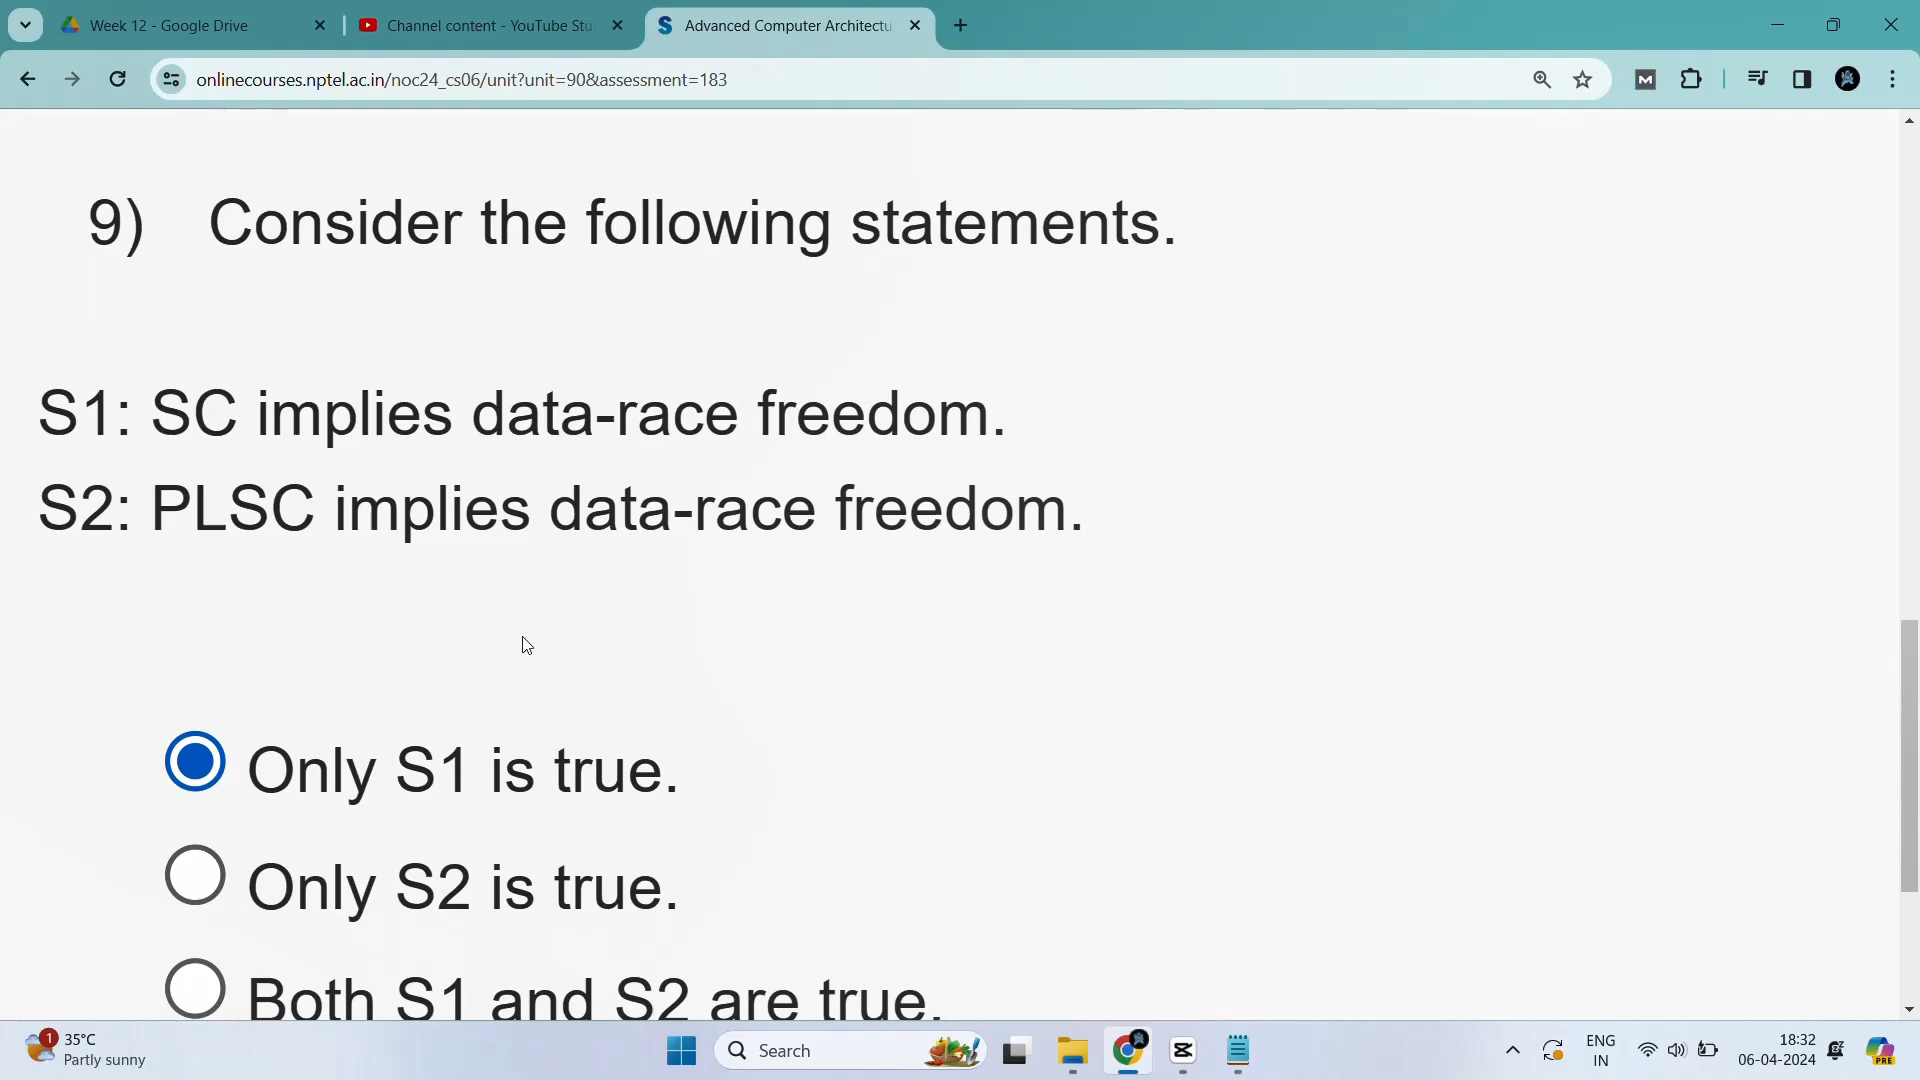 Week 12 - Google Drive
Channel content - YouTube Stu
Advanced Computer Architectu
onlinecourses.nptel.ac.in/noc24_cs06/unit?unit=90&assessment=183
9) Consider the following statements.
S1: SC implies data-race freedom.
S2: PLSC implies data-race freedom.
Only S1 is true.
Only S2 is true.
Both S1 and S2 are true.
1
35°C
Partly sunny
Search
ENG
IN
18:32
06-04-2024
PRE